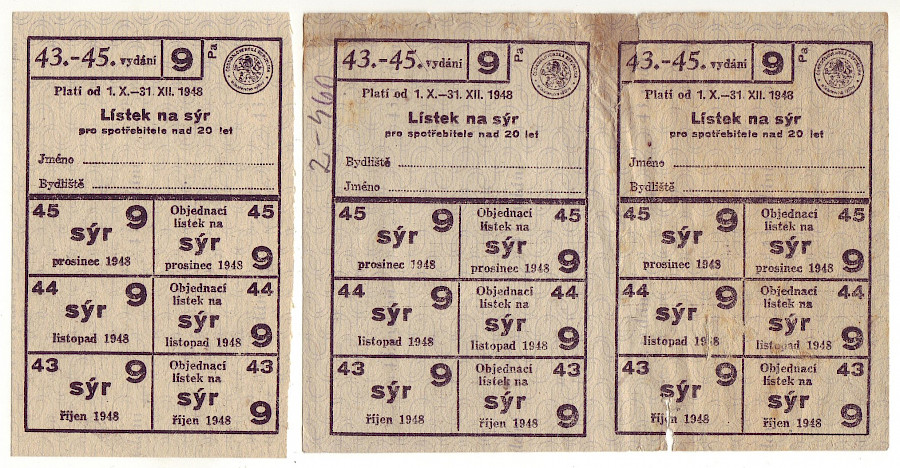 43.-45. vydání 9 Pa
Platí od 1. X.—31. XII. 1948
Lístek na sýr
pro spotřebitele nad 20 let
Jméno
Bydliště
45 9
sýr
prosinec 1948
Objednací 45
lístek na
sýr
prosinec 1948 9
44 9
sýr
listopad 1948
Objednací 44
lístek na
sýr
listopad 1948 9
43 9
sýr
říjen 1948
Objednací 43
lístek na
sýr
říjen 1948 9
2-460
43.-45. vydání 9 Pa
Platí od 1. X.—31. XII. 1948
Lístek na sýr
pro spotřebitele nad 20 let
Bydliště
Jméno
45 9
sýr
prosinec 1948
Objednací 45
lístek na
sýr
prosinec 1948 9
44 9
sýr
listopad 1948
Objednací 44
lístek na
sýr
listopad 1948 9
43 9
sýr
říjen 1948
Objednací 43
lístek na
sýr
říjen 1948 9
43.-45. vydání 9 Pa
Platí od 1. X.—31. XII. 1948
Lístek na sýr
pro spotřebitele nad 20 let
Jméno
Bydliště
45 9
sýr
prosinec 1948
Objednací 45
lístek na
sýr
prosinec 1948 9
44 9
sýr
listopad 1948
Objednací 44
lístek na
sýr
listopad 1948 9
43 9
sýr
říjen 1948
Objednací 43
lístek na
sýr
říjen 1948 9